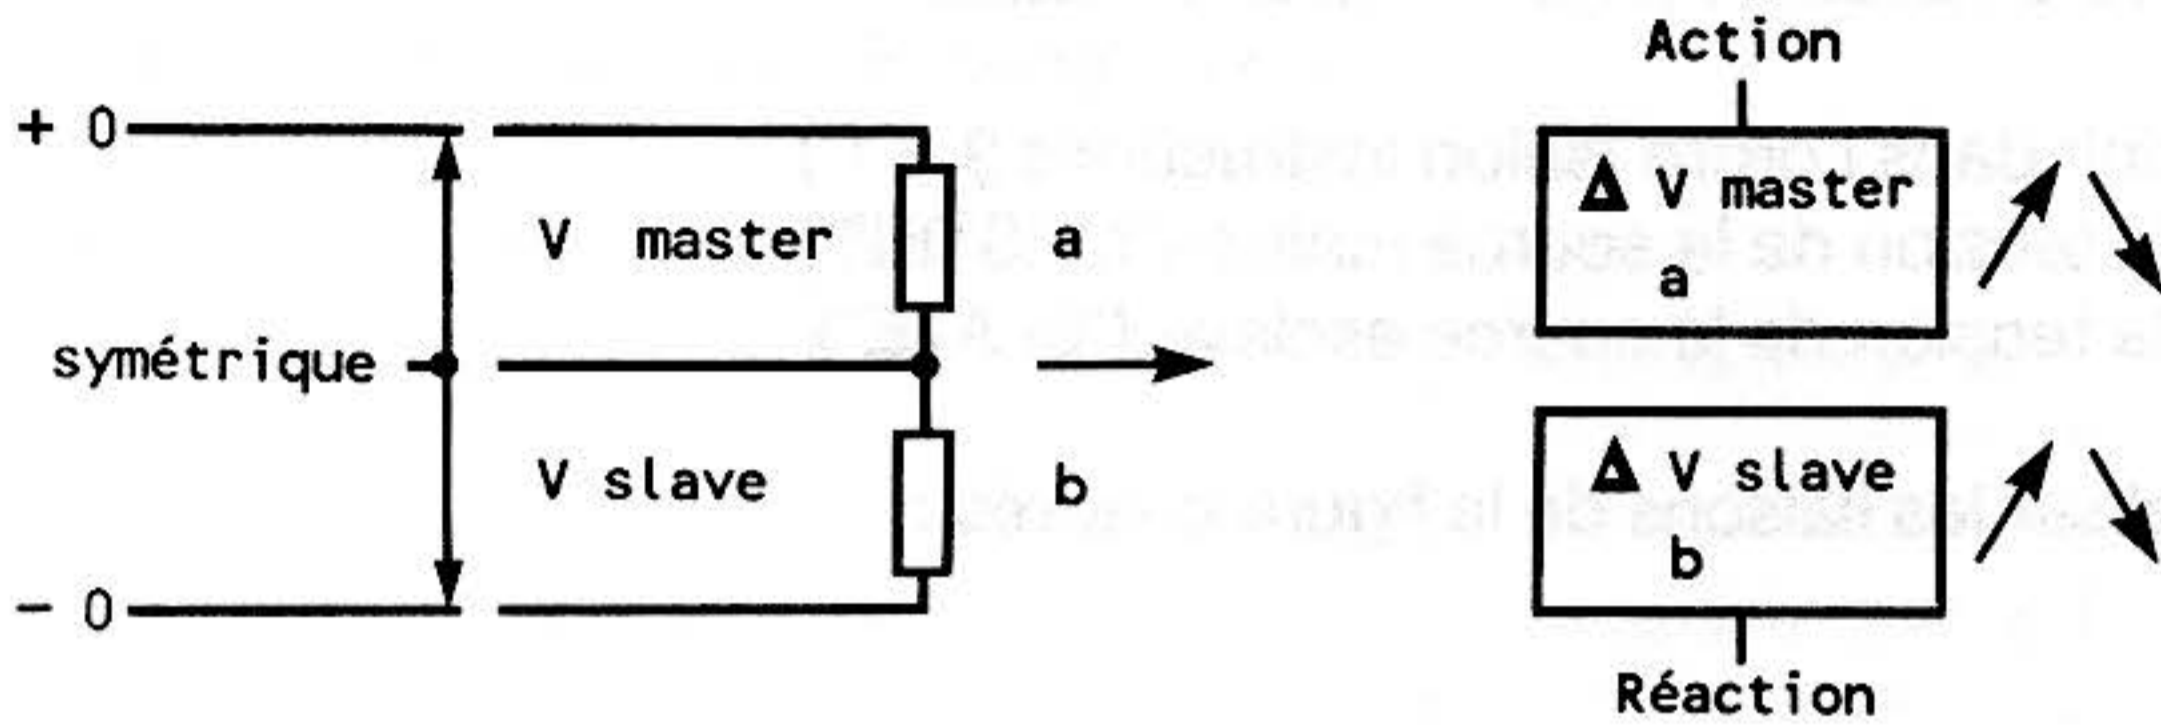 Action
+ 0
Δ V master
V master
a
a
symétrique
Δ V slave
V slave
b
b
- 0
Réaction